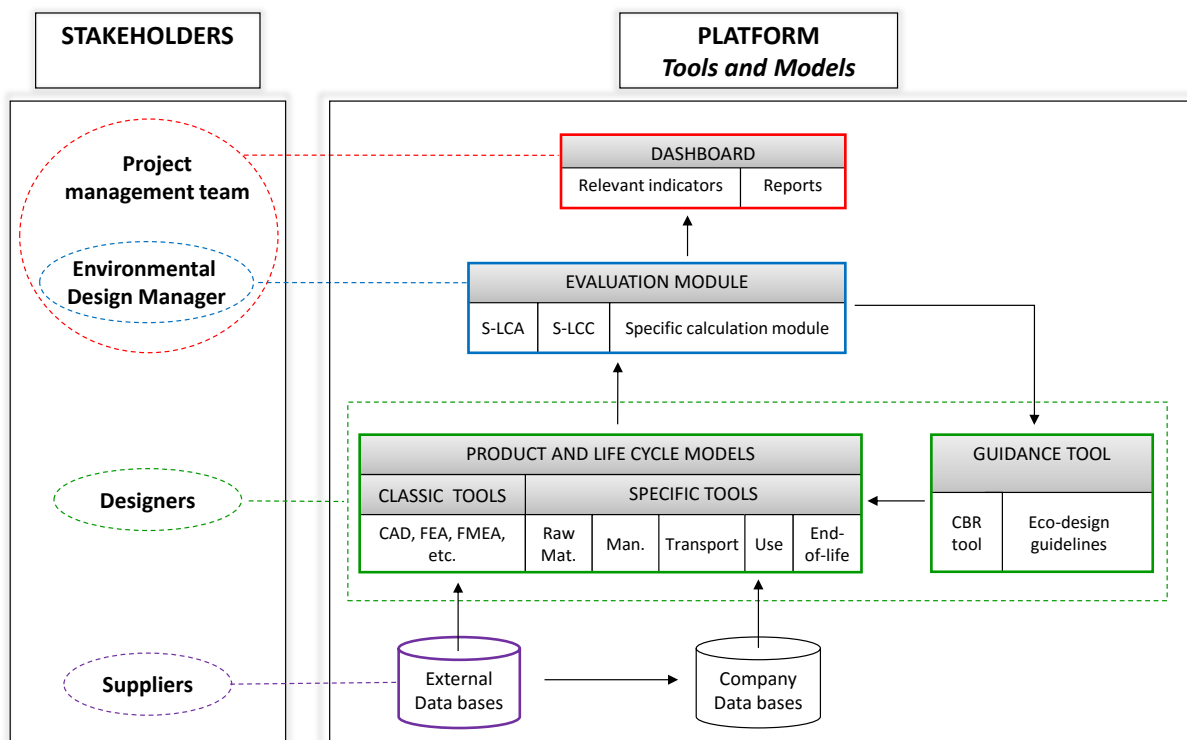 STAKEHOLDERS
PLATFORM
Tools and Models
Project
management team
Environmental
Design Manager
Designers
Suppliers
DASHBOARD
Relevant indicators
Reports
EVALUATION MODULE
S-LCA
S-LCC
Specific calculation module
PRODUCT AND LIFE CYCLE MODELS
CLASSIC TOOLS
SPECIFIC TOOLS
CAD, FEA, FMEA,
etc.
Raw
Mat.
Man.
Transport
Use
End-
of-life
GUIDANCE TOOL
CBR
tool
Eco-design
guidelines
External
Data bases
Company
Data bases